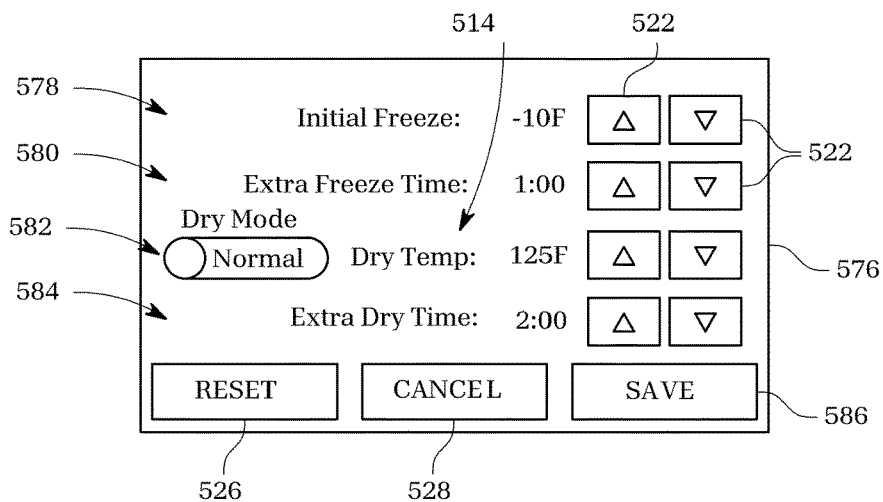 514
522
578
Initial Freeze: -10F
580
522
Extra Freeze Time: 1:00
Dry Mode
582
Normal Dry Temp: 125F
576
584
Extra Dry Time: 2:00
RESET CANCEL SAVE
586
526 528